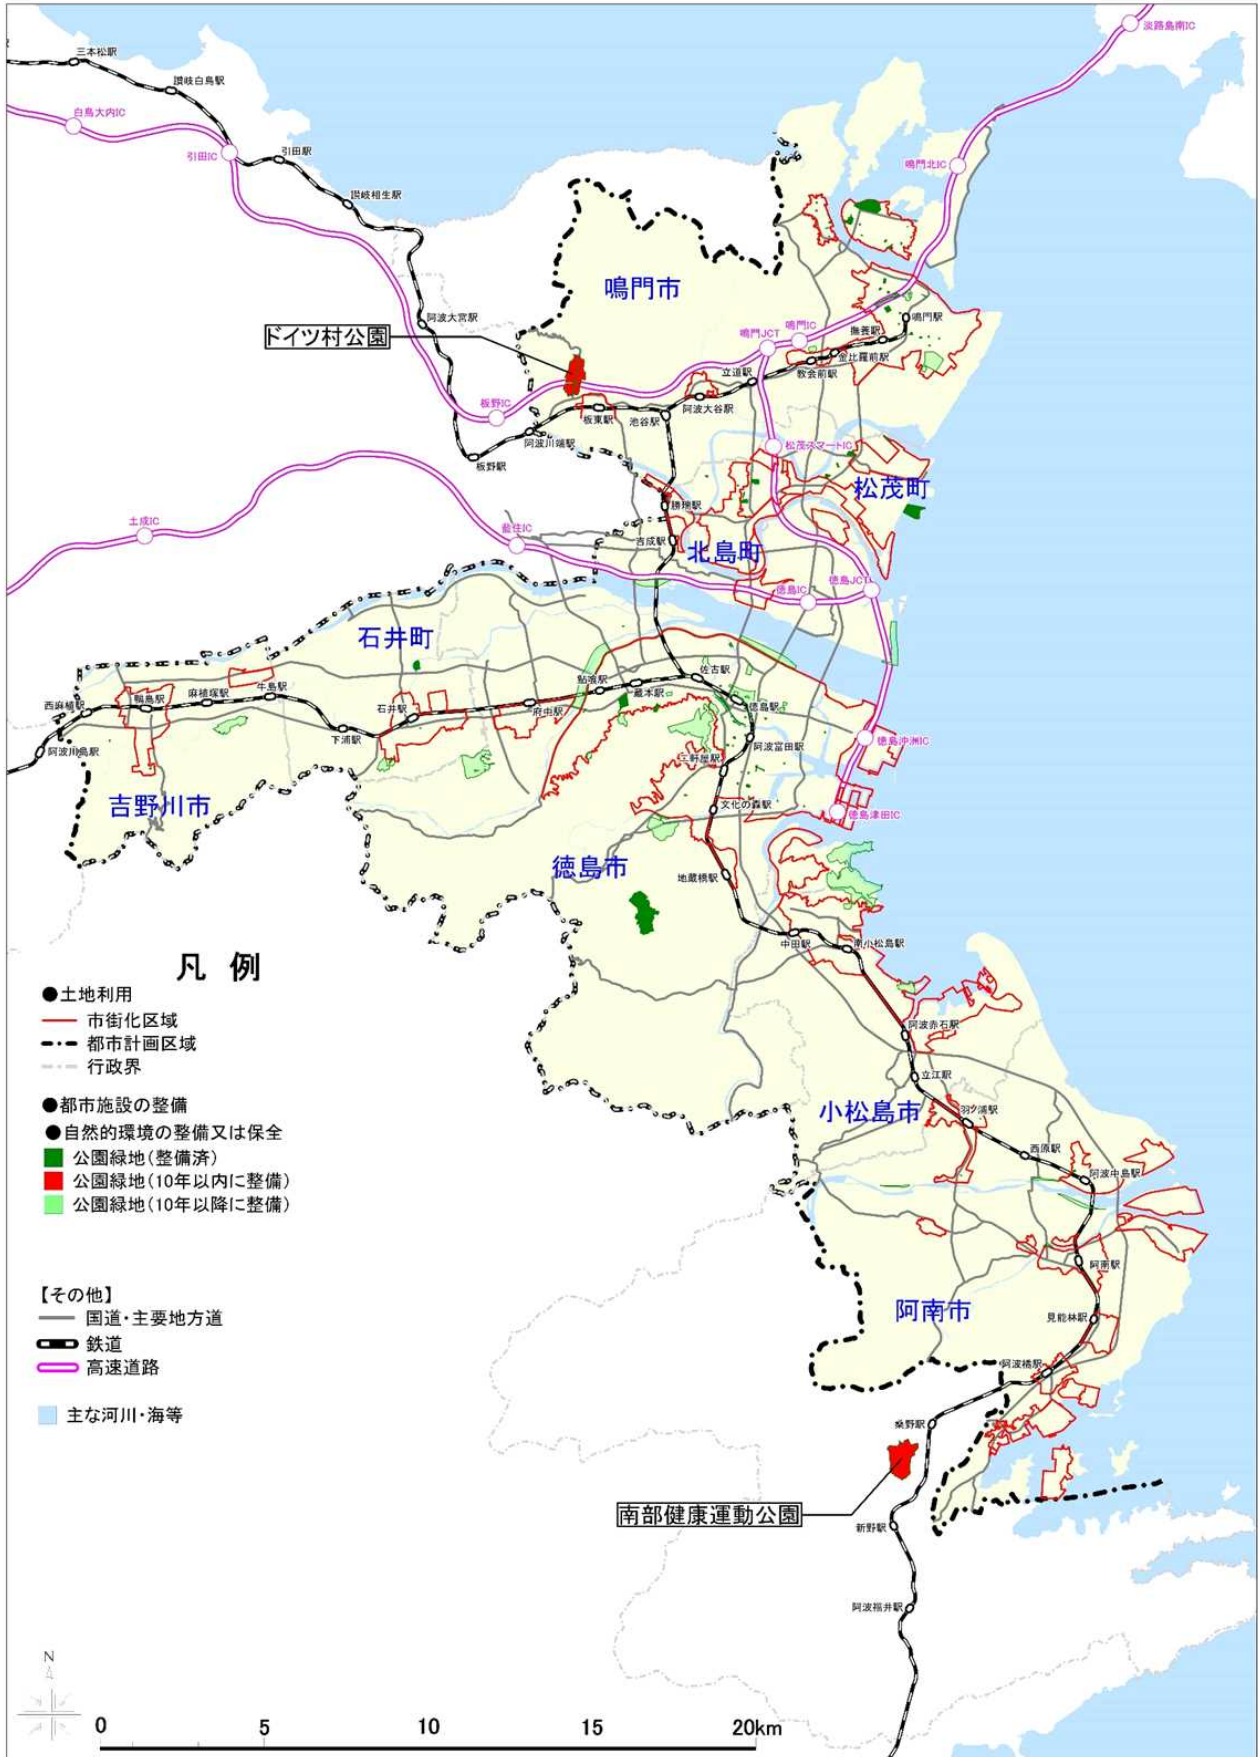 淡路島南IC
三本松駅
讃岐白鳥駅
白鳥大内IC
引田IC
引田駅
鳴門北IC
讃岐相生駅
鳴門市
阿波大宮駅
ドイツ村公園
鳴門JCT
鳴門IC
撫養駅
鳴門駅
金比羅前駅
教会前駅
立道駅
板野IC
板東駅
池谷駅
阿波大谷駅
阿波川端駅
板野駅
松茂スマートIC
松茂町
勝瑞駅
土成IC
藍住IC
吉成駅
北島町
徳島IC
徳島JCT
石井町
佐古駅
鮎喰駅
蔵本駅
徳島駅
西麻植駅
鴨島駅
麻植塚駅
牛島駅
石井駅
府中駅
下浦駅
阿波川島駅
阿波富田駅
徳島沖洲IC
二軒屋駅
吉野川市
文化の森駅
徳島津田IC
徳島市
地蔵橋駅
中田駅
南小松島駅
阿波赤石駅
立江駅
小松島市
羽ノ浦駅
西原駅
阿波中島駅
阿南駅
阿南市
見能林駅
阿波橘駅
桑野駅
南部健康運動公園
新野駅
阿波福井駅
凡 例
●土地利用
市街化区域
都市計画区域
行政界
●都市施設の整備
●自然的環境の整備又は保全
公園緑地(整備済)
公園緑地(10年以内に整備)
公園緑地(10年以降に整備)
【その他】
国道・主要地方道
鉄道
高速道路
主な河川・海等
N
0 5 10 15 20km